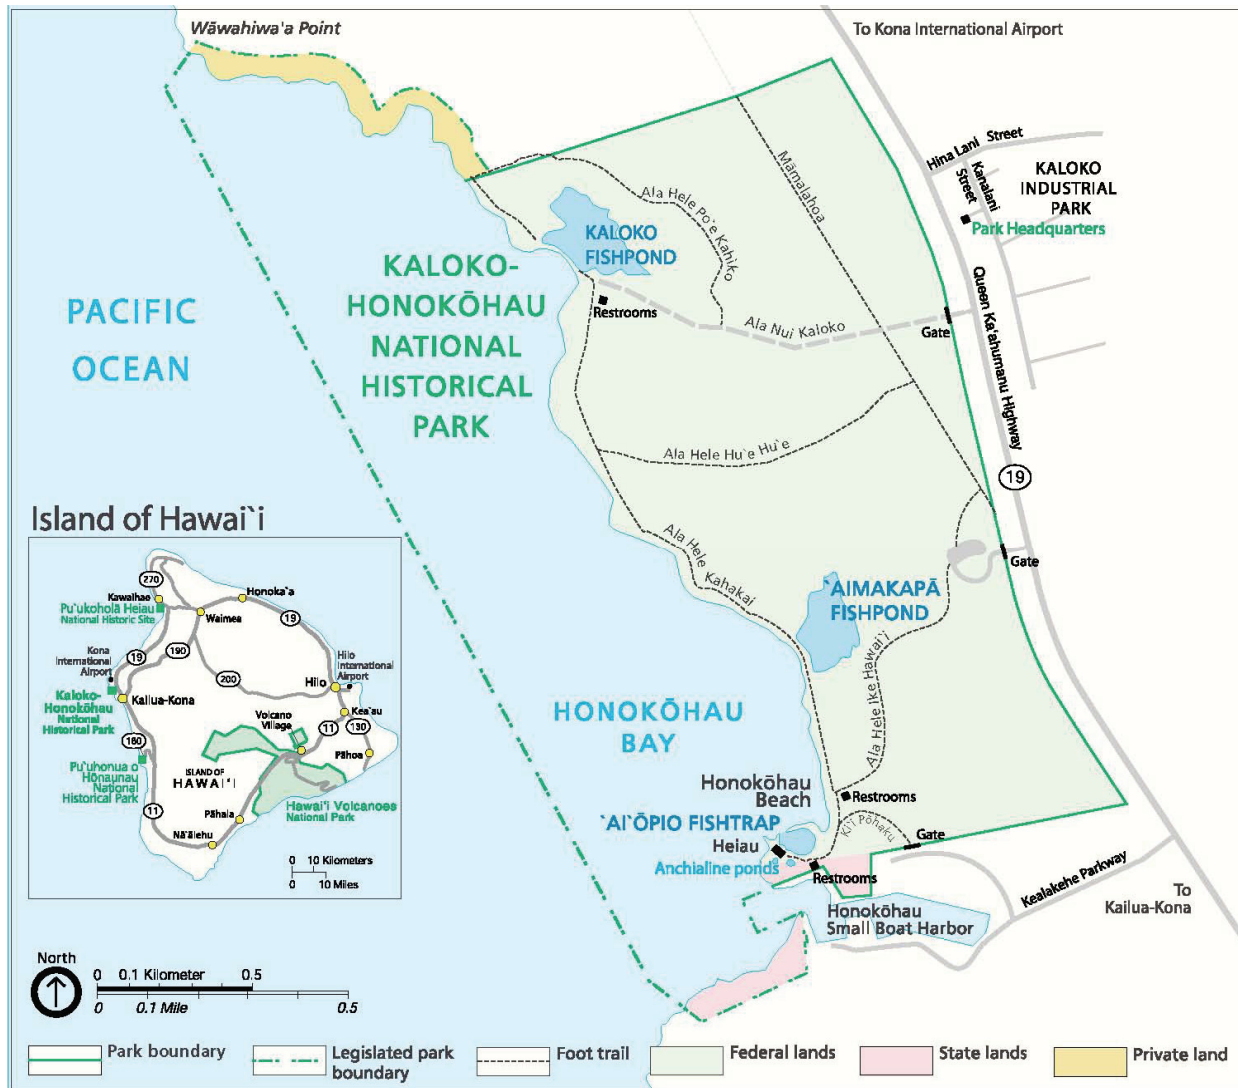 Wāwahiwa'a Point
To Kona International Airport
Hina Lani Street
Kanalani
Street
KALOKO
INDUSTRIAL
PARK
Park Headquarters
Māmalahoa
Ala Hele Po`e Kahiko
KALOKO
FISHPOND
KALOKO-
HONOKŌHAU
NATIONAL
HISTORICAL
PARK
PACIFIC
OCEAN
Restrooms
Ala Nui Kaloko
Gate
Queen Ka'ahumanu Highway
19
Ala Hele Hu`e Hu`e
Ala Hele Kahakai
Gate
`AIMAKAPĀ
FISHPOND
Ala Hele Ike Hawai`i
HONOKŌHAU
BAY
Honokōhau
Beach
Restrooms
`AI`ŌPIO FISHTRAP
Ki`i Pōhaku
Gate
Heiau
Anchialine ponds
Restrooms
Kealakehe Parkway
To
Kailua-Kona
Honokōhau
Small Boat Harbor
Island of Hawai`i
270
Kawaihae
Honoka`a
Pu`ukoholā Heiau
National Historic Site
Waimea
19
Kona
International
Airport
19
190
Hilo
International
Airport
200
Hilo
Kaloko-
Honokōhau
National
Historical Park
Kailua-Kona
Kea`au
Volcano
Village
11
130
160
Pāhoa
Pu`uhonua o
Hōnaunau
National
Historical Park
ISLAND OF
HAWAI`I
11
Pāhala
Hawai`i Volcanoes
National Park
Nā`ālehu
0 10 Kilometers
0 10 Miles
North
0 0.1 Kilometer 0.5
0 0.1 Mile 0.5
Park boundary
Legislated park
boundary
Foot trail
Federal lands
State lands
Private land